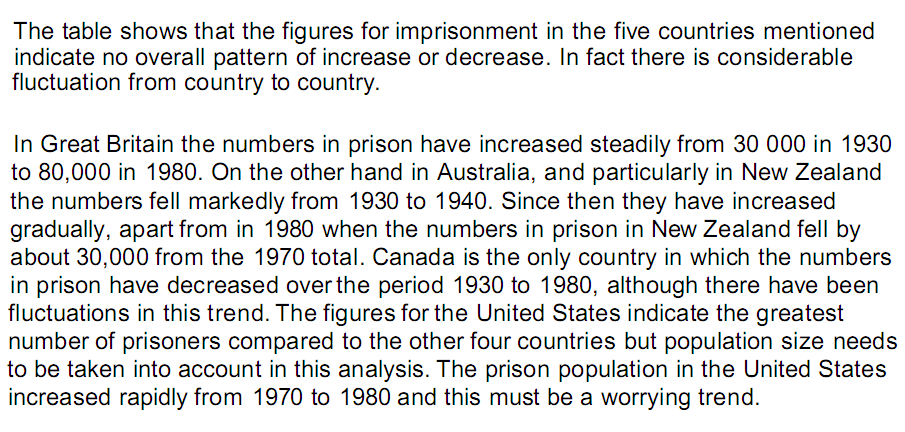 The table shows that the figures for imprisonment in the five countries mentioned
indicate no overall pattern of increase or decrease. In fact there is considerable
fluctuation from country to country.
In Great Britain the numbers in prison have increased steadily from 30 000 in 1930
to 80,000 in 1980. On the other hand in Australia, and particularly in New Zealand
the numbers fell markedly from 1930 to 1940. Since then they have increased
gradually, apart from in 1980 when the numbers in prison in New Zealand fell by
about 30,000 from the 1970 total. Canada is the only country in which the numbers
in prison have decreased over the period 1930 to 1980, although there have been
fluctuations in this trend. The figures for the United States indicate the greatest
number of prisoners compared to the other four countries but population size needs
to be taken into account in this analysis. The prison population in the United States
increased rapidly from 1970 to 1980 and this must be a worrying trend.